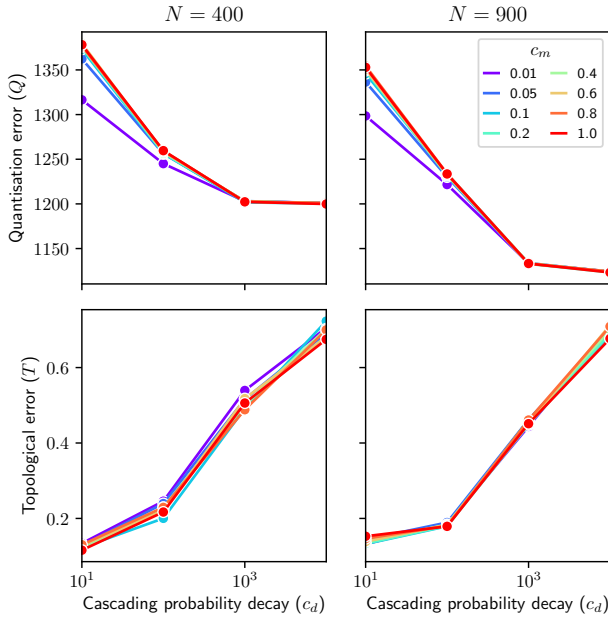 N = 400
N = 900
Quantisation error (Q)
1350
1300
1250
1200
1150
c_m
0.01
0.05
0.1
0.2
0.4
0.6
0.8
1.0
Topological error (T)
0.6
0.4
0.2
10^1
10^3
10^1
10^3
Cascading probability decay (c_d)
Cascading probability decay (c_d)